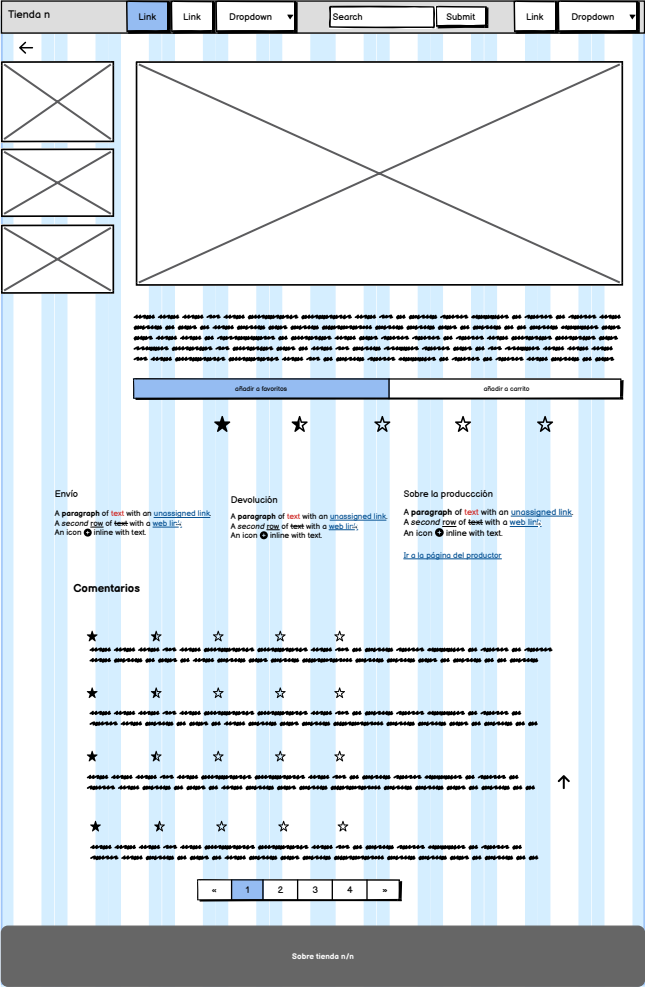 Tienda n
Link
Link
Dropdown
Search
Submit
Link
Dropdown
añadir a favoritos
añadir a carrito
Envío
A paragraph of text with an unassigned link.
A second row of text with a web link.
An icon inline with text.
Devolución
A paragraph of text with an unassigned link.
A second row of text with a web link.
An icon inline with text.
Sobre la produccción
A paragraph of text with an unassigned link.
A second row of text with a web link.
An icon inline with text.
Ir a la página del productor
Comentarios
« 1 2 3 4 »
Sobre tienda n/n